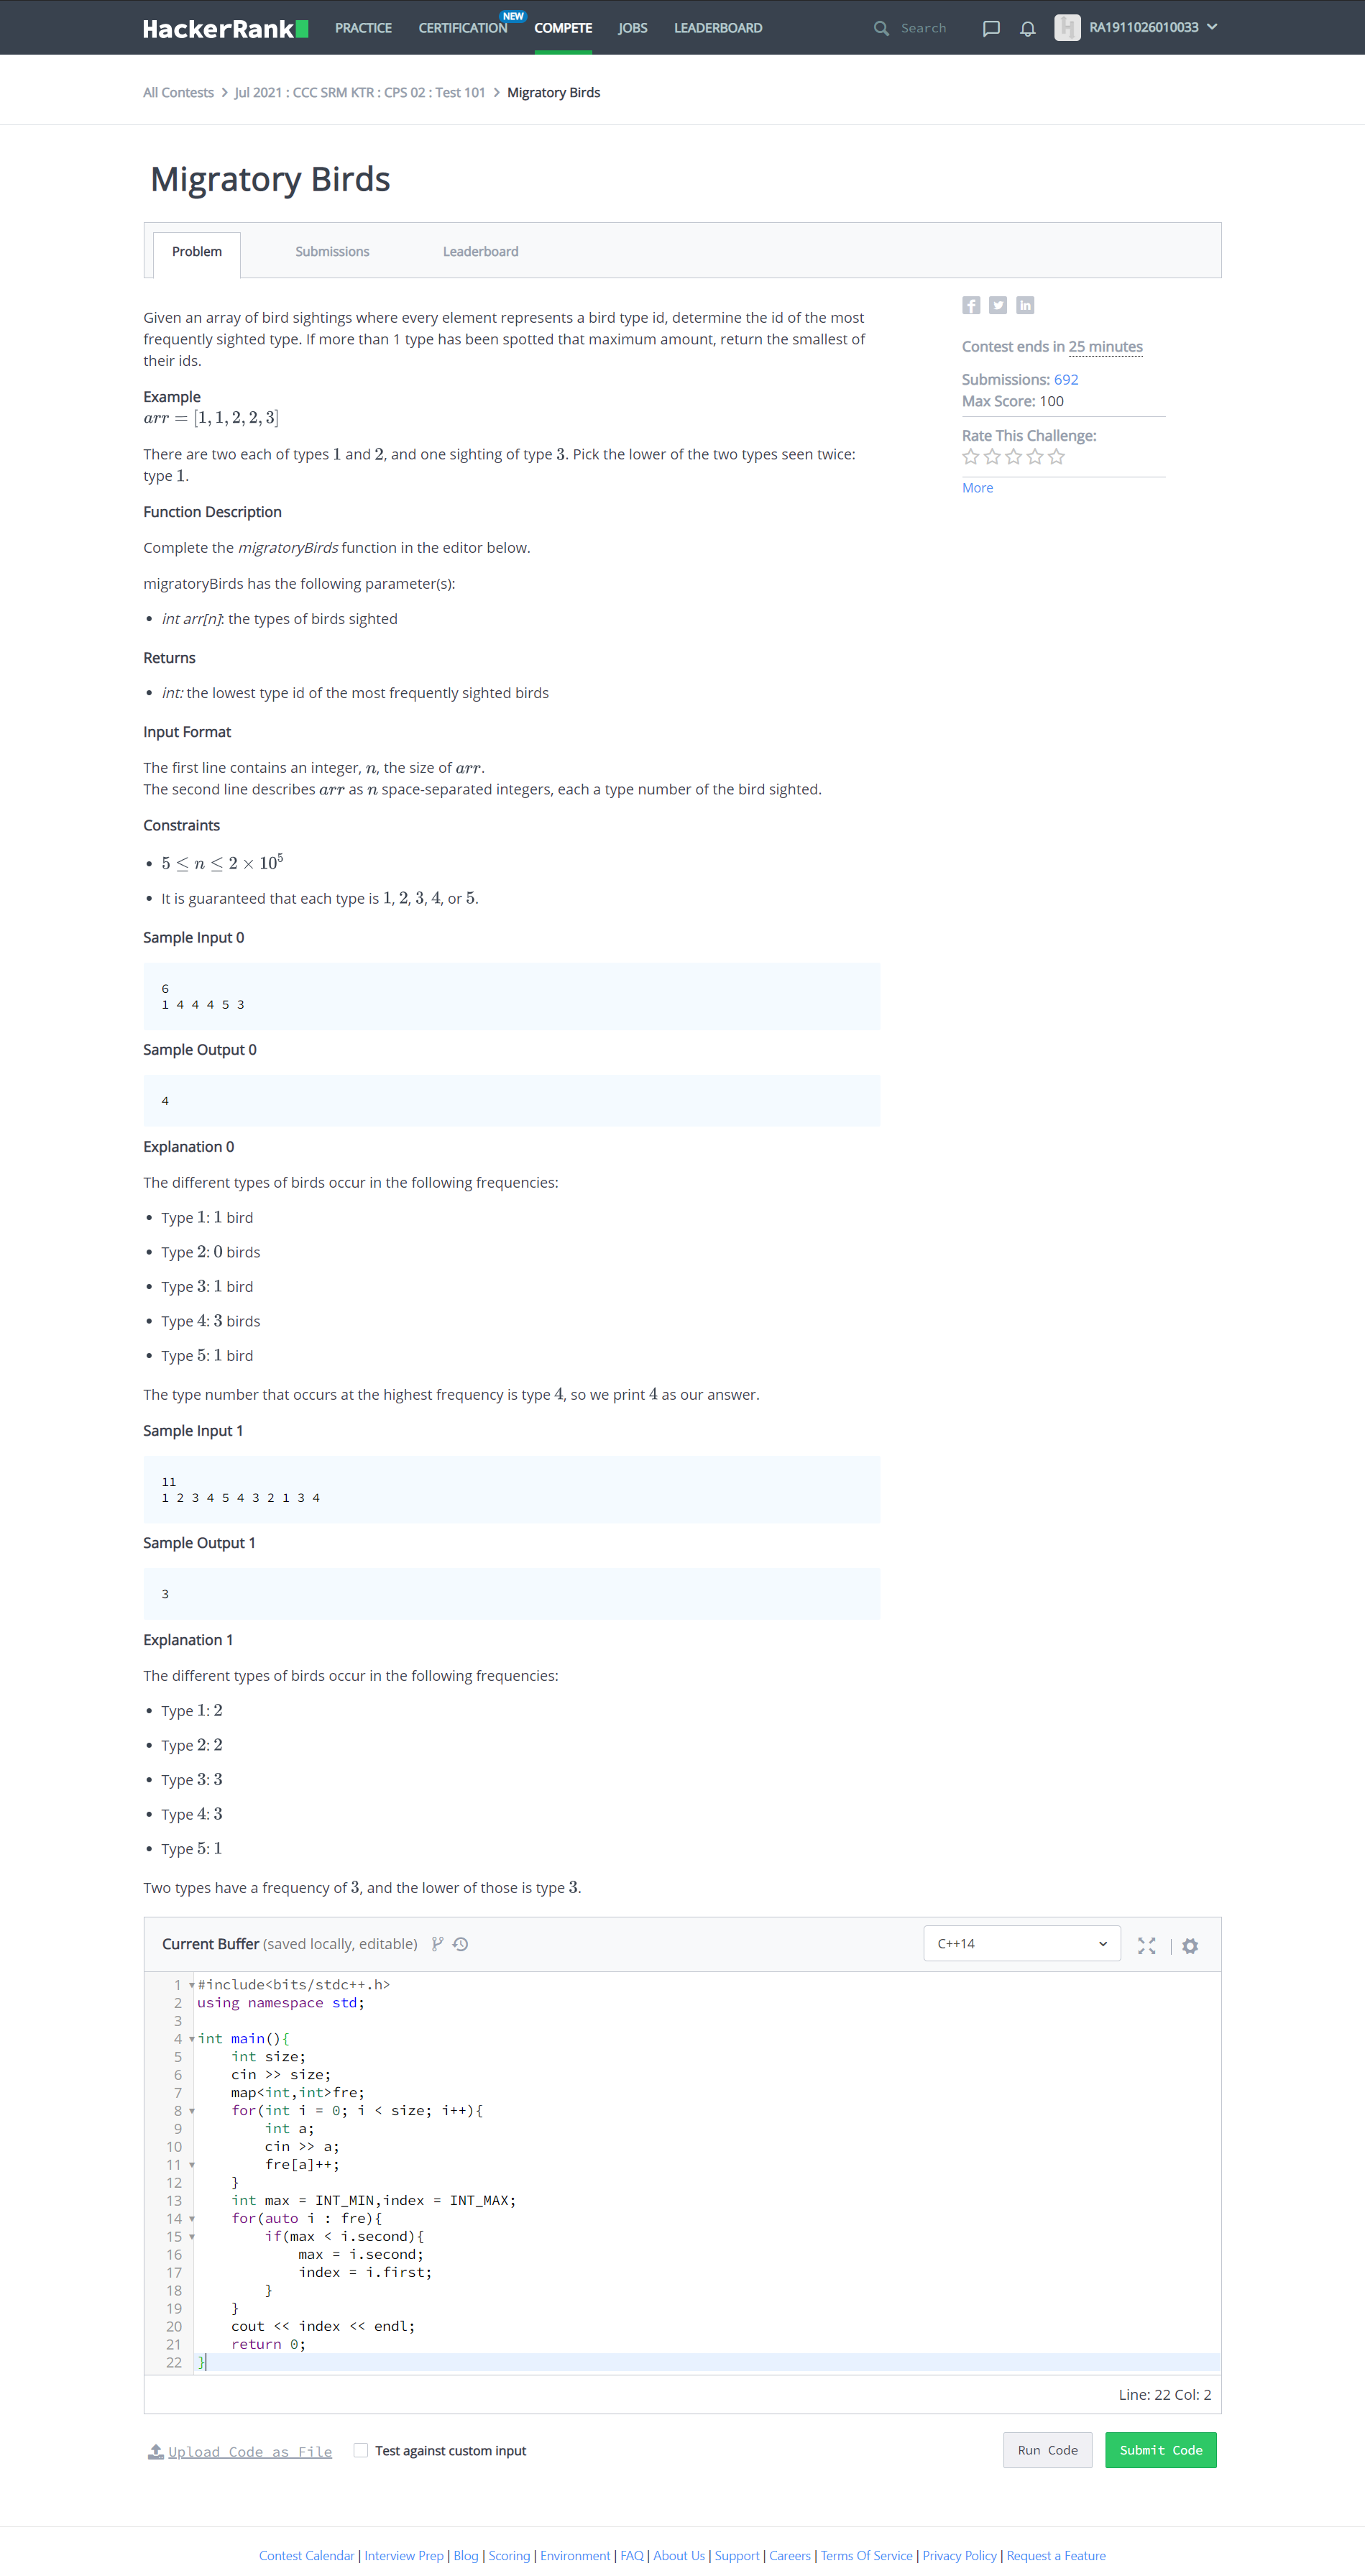 HackerRank
PRACTICE
CERTIFICATION
NEW
COMPETE
JOBS
LEADERBOARD
Search
RA1911026010033
All Contests > Jul 2021 : CCC SRM KTR : CPS 02 : Test 101 > Migratory Birds
Migratory Birds
Problem
Submissions
Leaderboard
Given an array of bird sightings where every element represents a bird type id, determine the id of the most
frequently sighted type. If more than 1 type has been spotted that maximum amount, return the smallest of
their ids.
Example
arr = [1, 1, 2, 2, 3]
There are two each of types 1 and 2, and one sighting of type 3. Pick the lower of the two types seen twice:
type 1.
Function Description
Complete the migratoryBirds function in the editor below.
migratoryBirds has the following parameter(s):
• int arr[n]: the types of birds sighted
Returns
• int: the lowest type id of the most frequently sighted birds
Input Format
The first line contains an integer, n, the size of arr.
The second line describes arr as n space-separated integers, each a type number of the bird sighted.
Constraints
• 5 ≤ n ≤ 2 × 10⁵
• It is guaranteed that each type is 1, 2, 3, 4, or 5.
Sample Input 0
6
1 4 4 4 5 3
Sample Output 0
4
Explanation 0
The different types of birds occur in the following frequencies:
• Type 1: 1 bird
• Type 2: 0 birds
• Type 3: 1 bird
• Type 4: 3 birds
• Type 5: 1 bird
The type number that occurs at the highest frequency is type 4, so we print 4 as our answer.
Sample Input 1
11
1 2 3 4 5 4 3 2 1 3 4
Sample Output 1
3
Explanation 1
The different types of birds occur in the following frequencies:
• Type 1: 2
• Type 2: 2
• Type 3: 3
• Type 4: 3
• Type 5: 1
Two types have a frequency of 3, and the lower of those is type 3.
Contest ends in 25 minutes
Submissions: 692
Max Score: 100
Rate This Challenge:
More
Current Buffer (saved locally, editable)
C++14
1 #include<bits/stdc++.h>
2 using namespace std;
3
4 int main(){
5     int size;
6     cin >> size;
7     map<int,int>fre;
8     for(int i = 0; i < size; i++){
9         int a;
10         cin >> a;
11         fre[a]++;
12     }
13     int max = INT_MIN,index = INT_MAX;
14     for(auto i : fre){
15         if(max < i.second){
16             max = i.second;
17             index = i.first;
18         }
19     }
20     cout << index << endl;
21     return 0;
22 }
Line: 22 Col: 2
Upload Code as File
Test against custom input
Run Code
Submit Code
Contest Calendar | Interview Prep | Blog | Scoring | Environment | FAQ | About Us | Support | Careers | Terms Of Service | Privacy Policy | Request a Feature